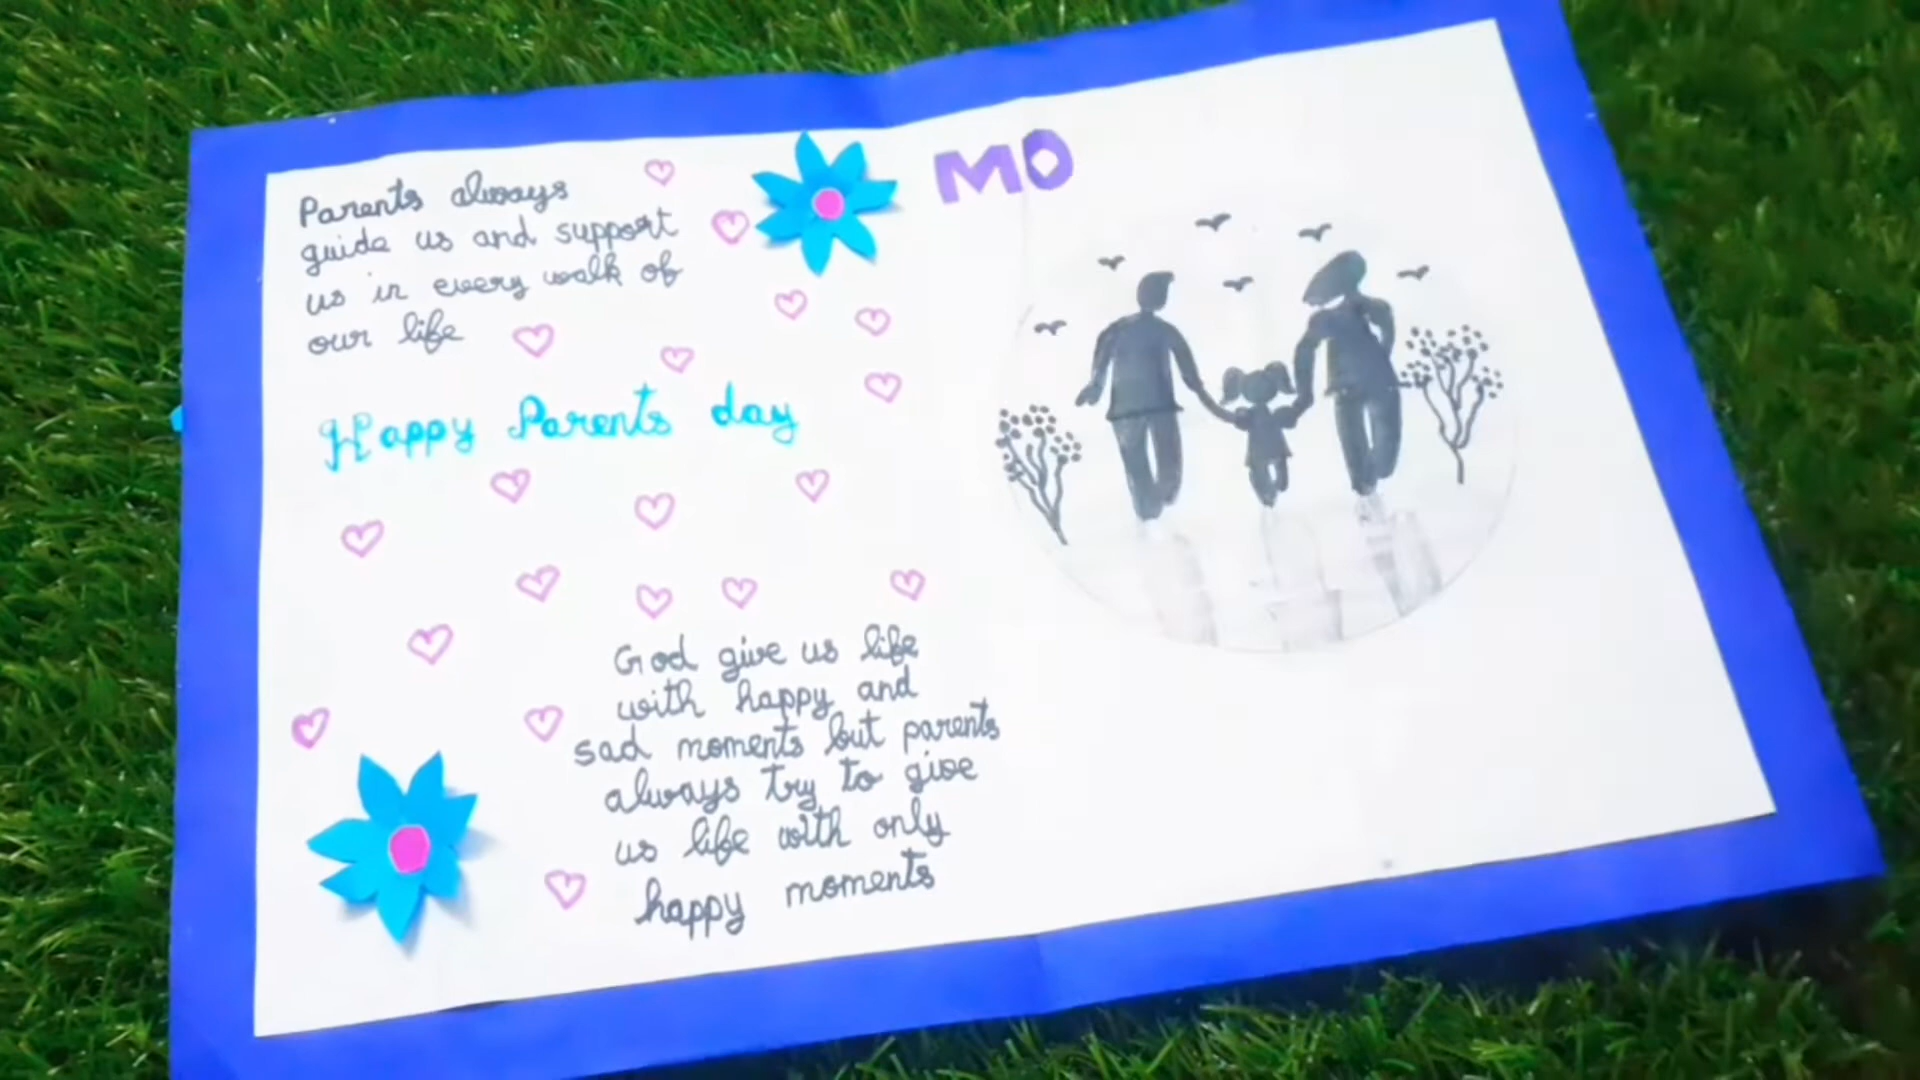 Parents always
guide us and support
us in every walk of
our life
Happy Parents day
God give us life
with happy and
sad moments but parents
always try to give
us life with only
happy moments
MO